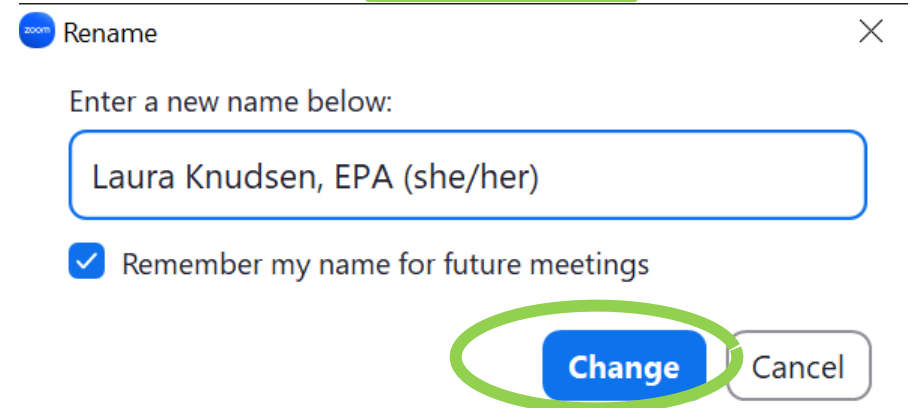 zoom Rename
Enter a new name below:
Laura Knudsen, EPA (she/her)
Remember my name for future meetings
Change Cancel